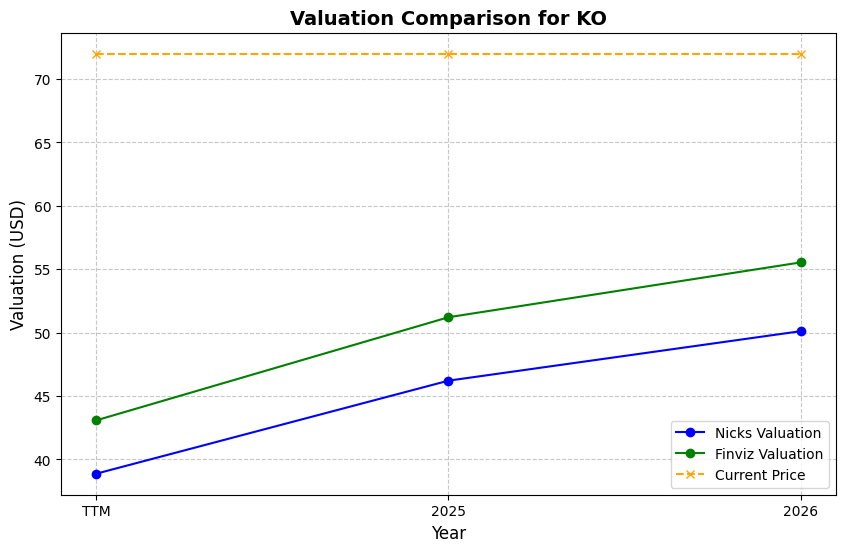 Valuation Comparison for KO
Valuation (USD)
70
65
60
55
50
45
40
TTM
2025
2026
Year
Nicks Valuation
Finviz Valuation
Current Price